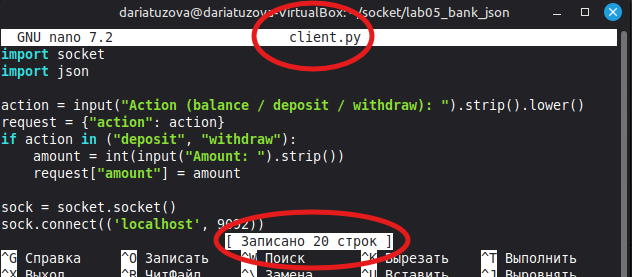 dariatuzova@dariatuzova-VirtualBox: ~/socket/lab05_bank_json
GNU nano 7.2 client.py
import socket
import json
action = input("Action (balance / deposit / withdraw): ").strip().lower()
request = {"action": action}
if action in ("deposit", "withdraw"):
    amount = int(input("Amount: ").strip())
    request["amount"] = amount
sock = socket.socket()
sock.connect(('localhost', 9092))
[ Записано 20 строк ]
^G Справка ^O Записать ^W Поиск ^K Вырезать ^T Выполнить
^X Выход ^R ЧитФайл ^\ Замена ^U Вставить ^J Выровнять